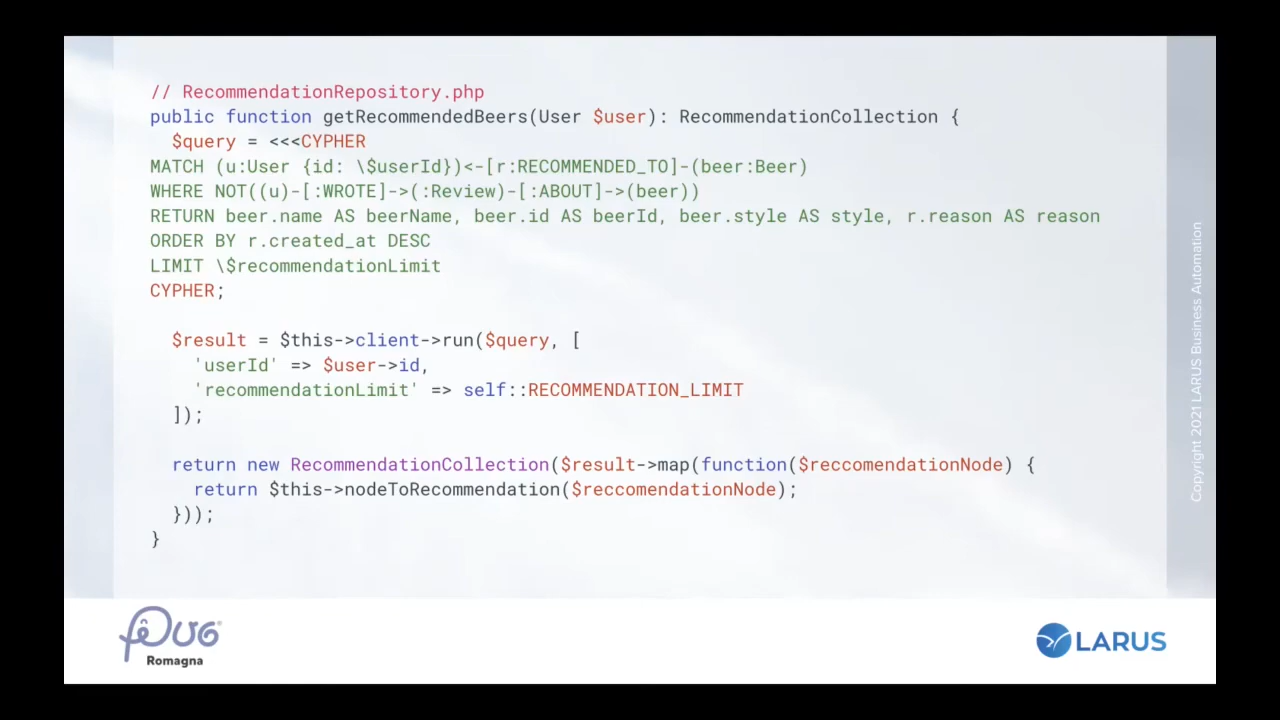 // RecommendationRepository.php
public function getRecommendedBeers(User $user): RecommendationCollection {
  $query = <<<CYPHER
MATCH (u:User {id: \$userId})<-[r:RECOMMENDED_TO]-(beer:Beer)
WHERE NOT((u)-[:WROTE]->(:Review)-[:ABOUT]->(beer))
RETURN beer.name AS beerName, beer.id AS beerId, beer.style AS style, r.reason AS reason
ORDER BY r.created_at DESC
LIMIT \$recommendationLimit
CYPHER;
  $result = $this->client->run($query, [
    'userId' => $user->id,
    'recommendationLimit' => self::RECOMMENDATION_LIMIT
  ]);
  return new RecommendationCollection($result->map(function($reccomendationNode) {
    return $this->nodeToRecommendation($reccomendationNode);
  }));
}
Copyright 2021 LARUS Business Automation
PUG
Romagna
LARUS